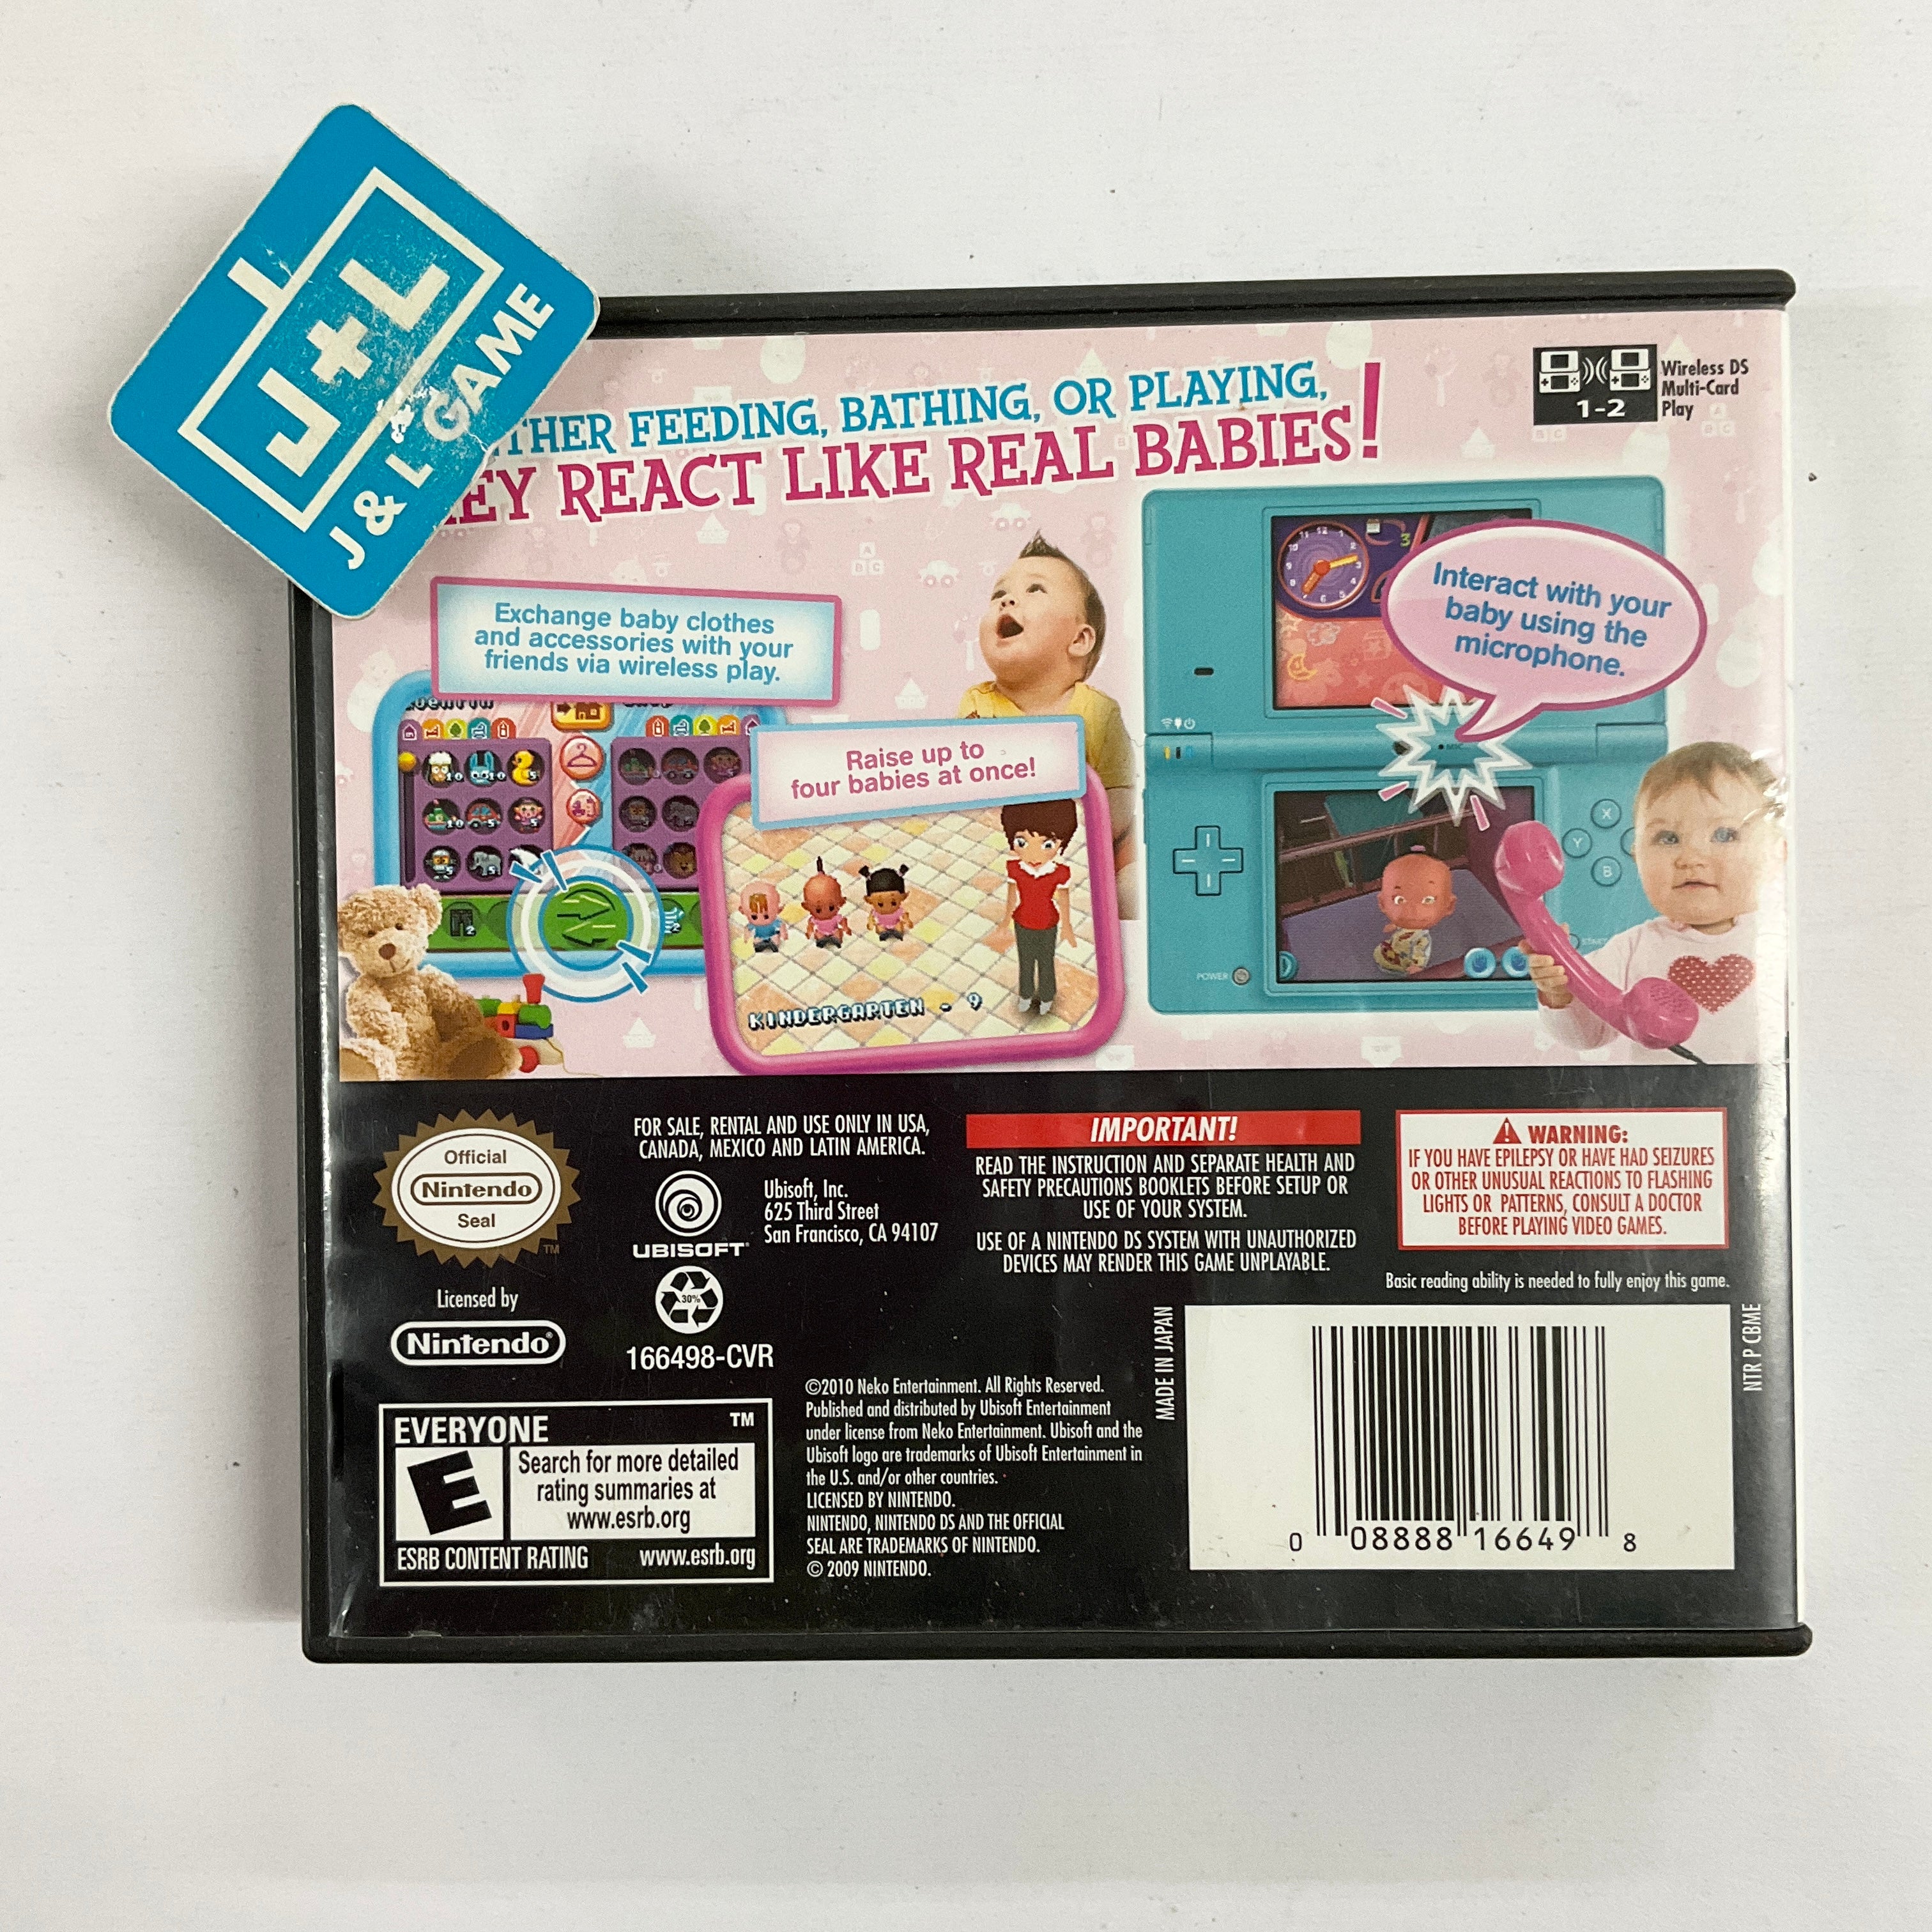 J+L
J & L GAME
FEEDING, BATHING, OR PLAYING,
REACT LIKE REAL BABIES!
1-2
Wireless DS
Multi-Card
Play
Exchange baby clothes
and accessories with your
friends via wireless play.
Raise up to
four babies at once!
KINDERGARTEN - 9
Interact with your
baby using the
microphone.
MIC
X
Y
B
START
POWER
Official
Nintendo
Seal
TM
Licensed by
Nintendo®
FOR SALE, RENTAL AND USE ONLY IN USA,
CANADA, MEXICO AND LATIN AMERICA.
UBISOFT
Ubisoft, Inc.
625 Third Street
San Francisco, CA 94107
30%
166498-CVR
IMPORTANT!
READ THE INSTRUCTION AND SEPARATE HEALTH AND
SAFETY PRECAUTIONS BOOKLETS BEFORE SETUP OR
USE OF YOUR SYSTEM.
USE OF A NINTENDO DS SYSTEM WITH UNAUTHORIZED
DEVICES MAY RENDER THIS GAME UNPLAYABLE.
WARNING:
IF YOU HAVE EPILEPSY OR HAVE HAD SEIZURES
OR OTHER UNUSUAL REACTIONS TO FLASHING
LIGHTS OR PATTERNS, CONSULT A DOCTOR
BEFORE PLAYING VIDEO GAMES.
Basic reading ability is needed to fully enjoy this game.
EVERYONE TM
E
Search for more detailed
rating summaries at
www.esrb.org
ESRB CONTENT RATING www.esrb.org
©2010 Neko Entertainment. All Rights Reserved.
Published and distributed by Ubisoft Entertainment
under license from Neko Entertainment. Ubisoft and the
Ubisoft logo are trademarks of Ubisoft Entertainment in
the U.S. and/or other countries.
LICENSED BY NINTENDO.
NINTENDO, NINTENDO DS AND THE OFFICIAL
SEAL ARE TRADEMARKS OF NINTENDO.
© 2009 NINTENDO.
MADE IN JAPAN
NTR P CBME
0 08888 16649 8